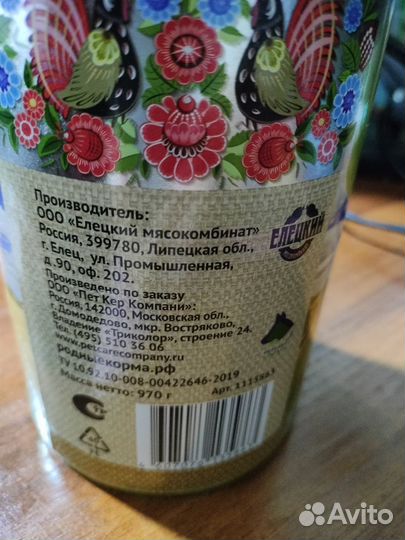 Производитель:
ООО «Елецкий мясокомбинат»
Россия, 399780, Липецкая обл.,
г. Елец, ул. Промышленная,
д.90, оф. 202.
Произведено по заказу
ООО «Пет Кер Компани»:
Россия, 142000, Московская обл.,
г. Домодедово, мкр. Востряково,
Владение «Триколор», строение 24.
Тел. (495) 510 36 06
www.petcarecompany.ru
родныекорма.рф
ТУ 10.92.10-008-00422646-2019
Масса нетто: 970 г
Арт. 1111583
ЕЛЕЦКИЙ
Avito